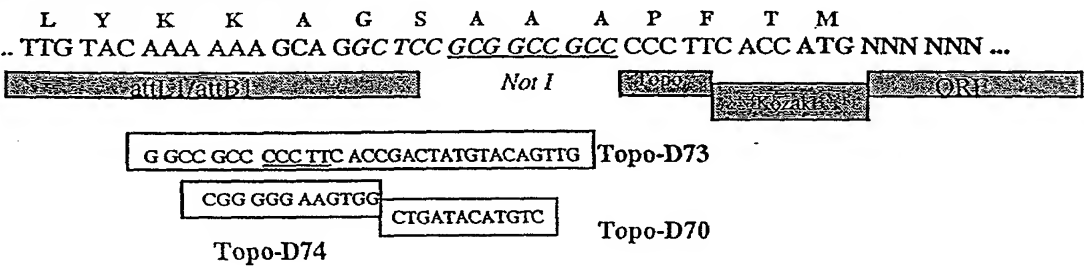 L Y K K A G S A A A P F T M
.. TTG TAC AAA AAA GCA GGC TCC GCG GCC GCC CCC TTC ACC ATG NNN NNN ...
attL1/attB1 Not I Topo Kozak ORF
G GCC GCC CCC TTC ACCGACTATGTACAGTTG Topo-D73
CGG GGG AAGTGG
CTGATACATGTC Topo-D70
Topo-D74